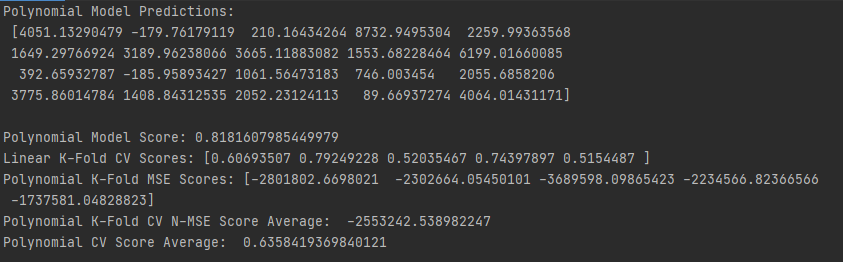 Polynomial Model Predictions:
[4051.13290479 -179.76179119 210.16434264 8732.9495304 2259.99363568
1649.29766924 3189.96238066 3665.11883082 1553.68228464 6199.01660085
392.65932787 -185.95893427 1061.56473183 746.003454 2055.6858206
3775.86014784 1408.84312535 2052.23124113 89.66937274 4064.01431171]
Polynomial Model Score: 0.8181607985449979
Linear K-Fold CV Scores: [0.60693507 0.79249228 0.52035467 0.74397897 0.5154487 ]
Polynomial K-Fold MSE Scores: [-2801802.6698021 -2302664.05450101 -3689598.09865423 -2234566.82366566
-1737581.04828823]
Polynomial K-Fold CV N-MSE Score Average: -2553242.538982247
Polynomial CV Score Average: 0.6358419369840121